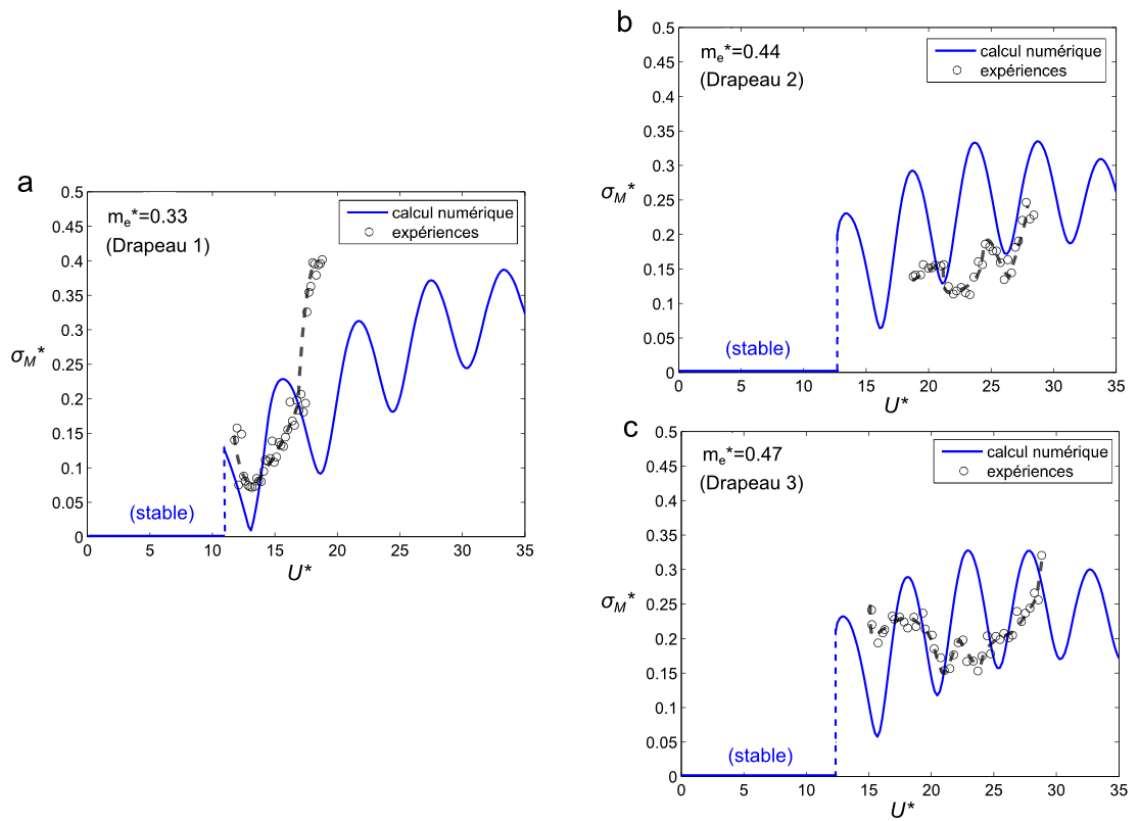 a
0.5
0.45
0.4
0.35
0.3
0.25
0.2
0.15
0.1
0.05
0
σM*
me*=0.33
(Drapeau 1)
calcul numérique
expériences
(stable)
0 5 10 15 20 25 30 35
U*
b
0.5
0.45
0.4
0.35
0.3
0.25
0.2
0.15
0.1
0.05
0
σM*
me*=0.44
(Drapeau 2)
calcul numérique
expériences
(stable)
0 5 10 15 20 25 30 35
U*
c
0.5
0.45
0.4
0.35
0.3
0.25
0.2
0.15
0.1
0.05
0
σM*
me*=0.47
(Drapeau 3)
calcul numérique
expériences
(stable)
0 5 10 15 20 25 30 35
U*